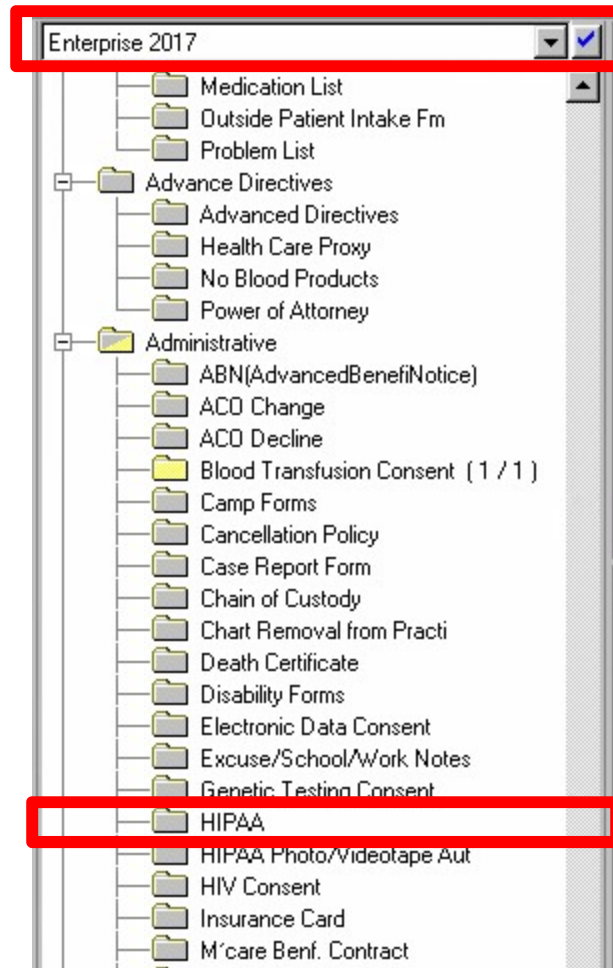 Enterprise 2017
Medication List
Outside Patient Intake Fm
Problem List
Advance Directives
Advanced Directives
Health Care Proxy
No Blood Products
Power of Attorney
Administrative
ABN(AdvancedBenefiNotice)
ACO Change
ACO Decline
Blood Transfusion Consent ( 1 / 1 )
Camp Forms
Cancellation Policy
Case Report Form
Chain of Custody
Chart Removal from Practi
Death Certificate
Disability Forms
Electronic Data Consent
Excuse/School/Work Notes
Genetic Testing Consent
HIPAA
HIPAA Photo/Videotape Aut
HIV Consent
Insurance Card
M´care Benf. Contract